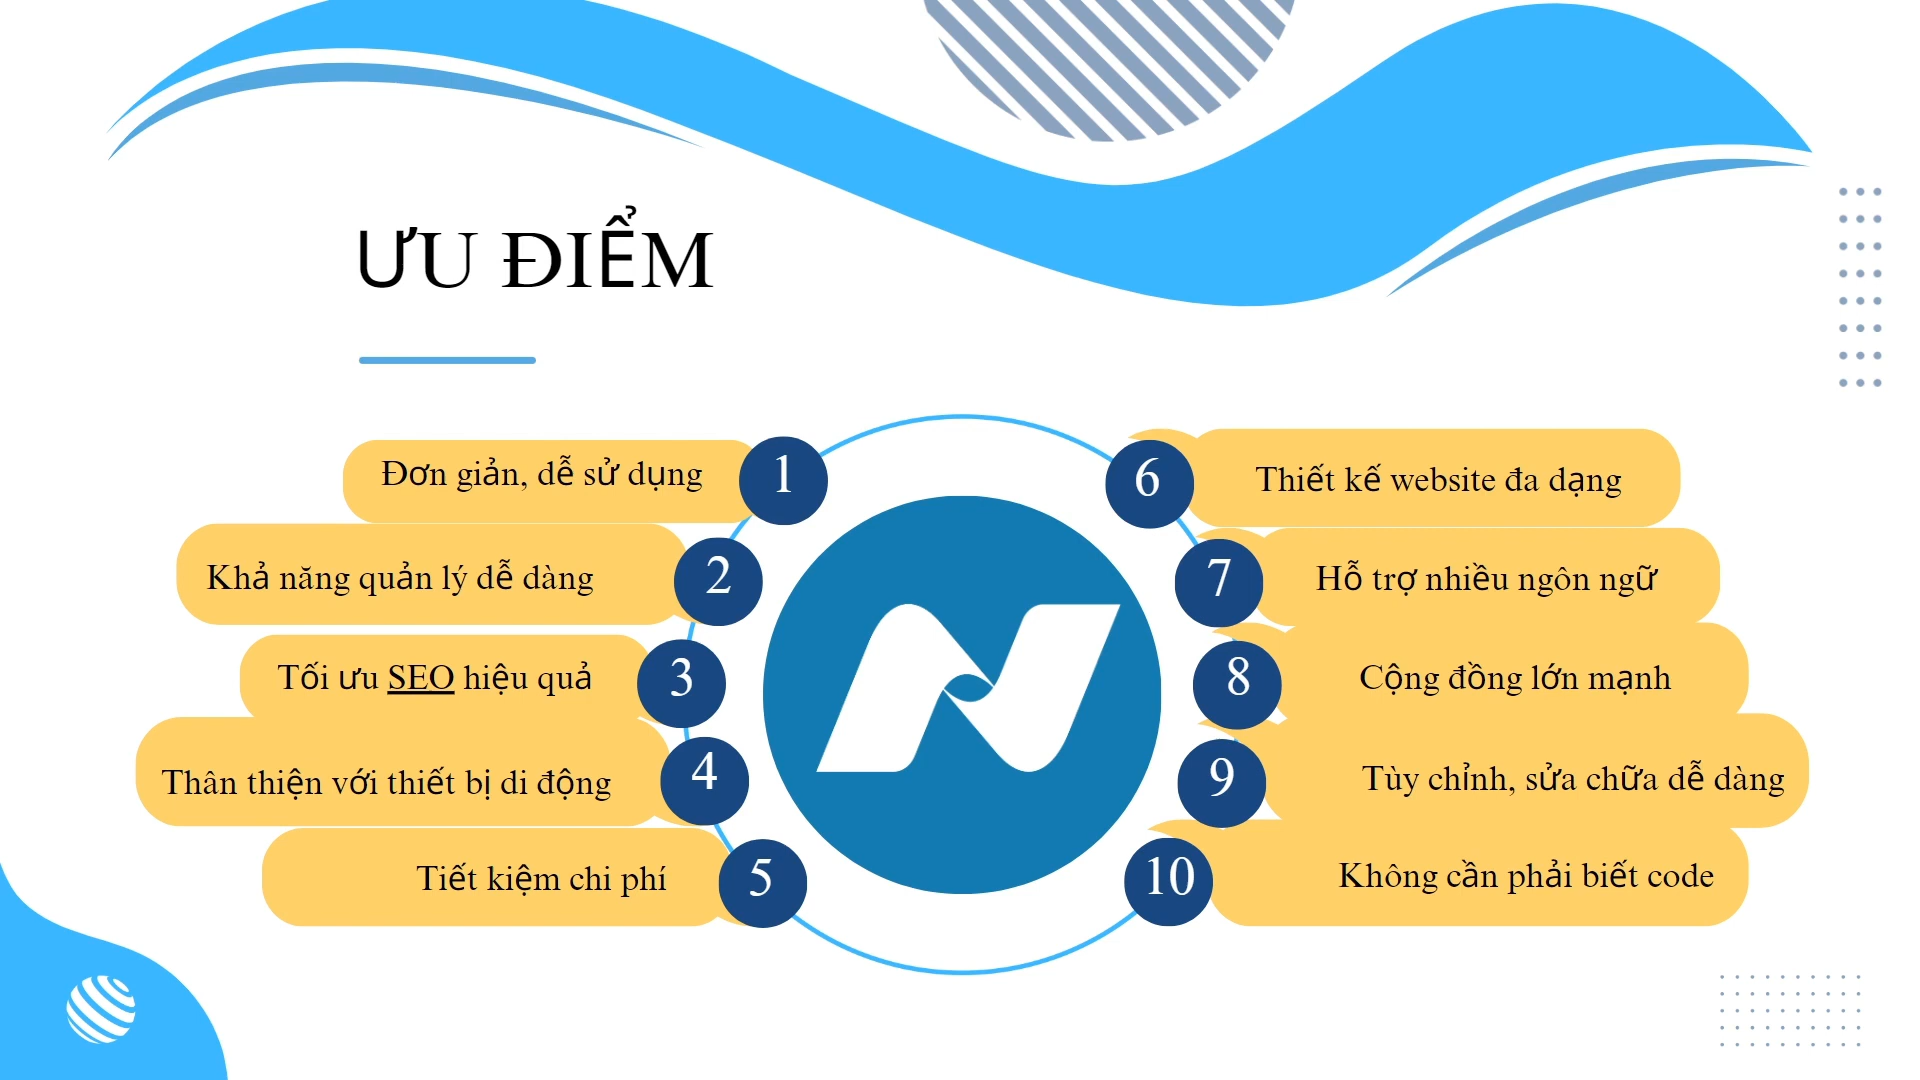 ƯU ĐIỂM
1
Đơn giản, dễ sử dụng
2
Khả năng quản lý dễ dàng
3
Tối ưu SEO hiệu quả
4
Thân thiện với thiết bị di động
5
Tiết kiệm chi phí
6
Thiết kế website đa dạng
7
Hỗ trợ nhiều ngôn ngữ
8
Cộng đồng lớn mạnh
9
Tùy chỉnh, sửa chữa dễ dàng
10
Không cần phải biết code